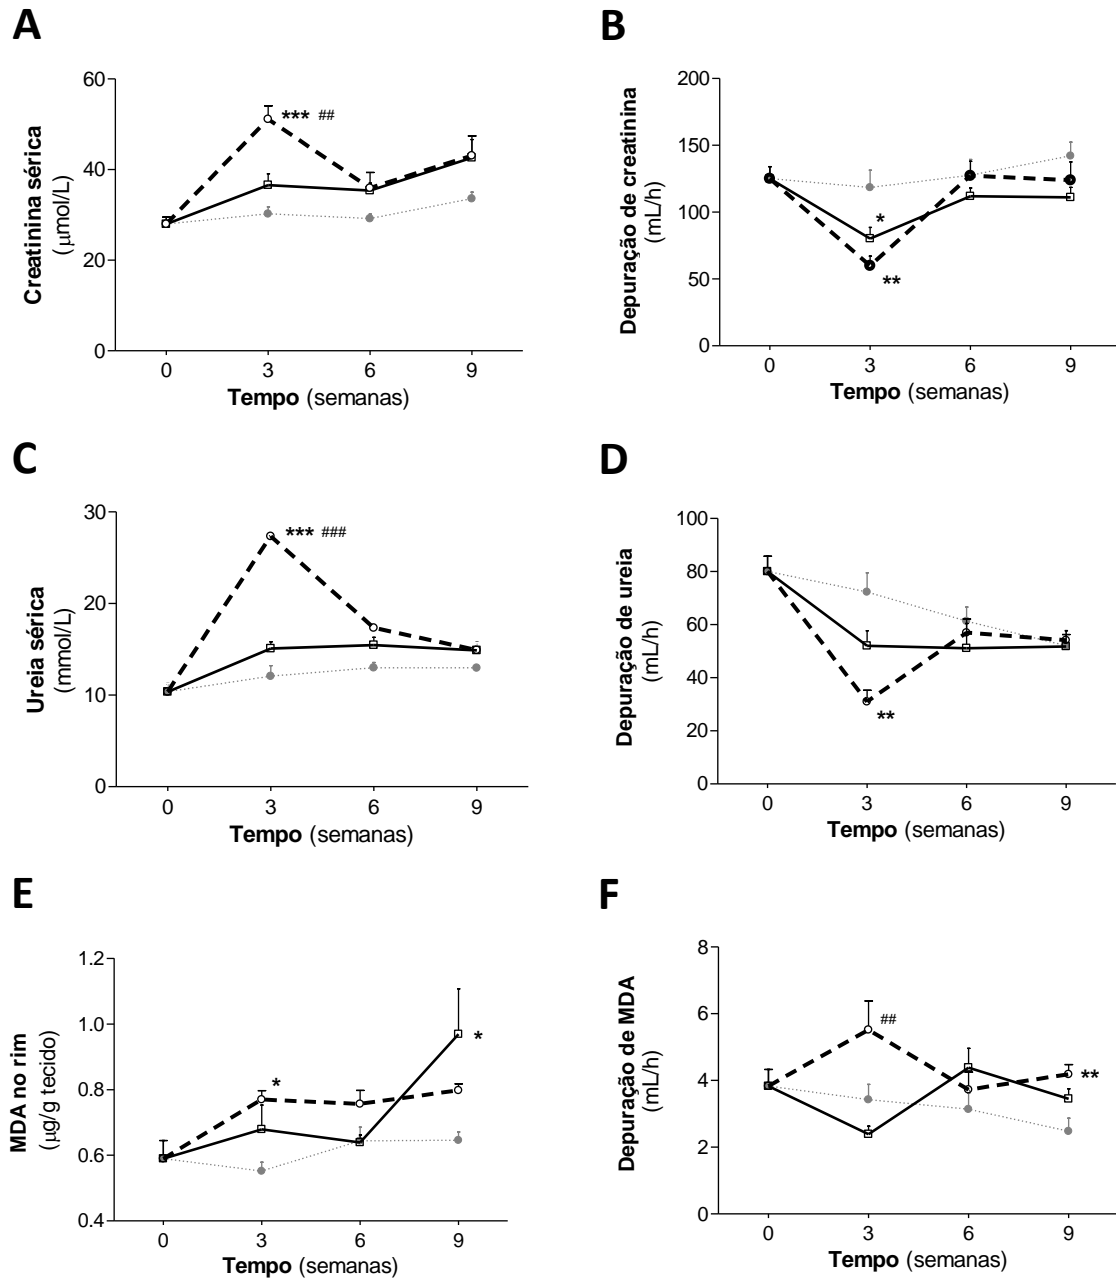 A
Creatinina sérica
(μmol/L)
60
40
20
0
*** ##
0 3 6 9
Tempo (semanas)
B
Depuração de creatinina
(mL/h)
200
150
100
50
0
*
**
0 3 6 9
Tempo (semanas)
C
Ureia sérica
(mmol/L)
30
20
10
0
*** ###
0 3 6 9
Tempo (semanas)
D
Depuração de ureia
(mL/h)
100
80
60
40
20
0
**
0 3 6 9
Tempo (semanas)
E
MDA no rim
(μg/g tecido)
1.2
1.0
0.8
0.6
0.4
*
*
0 3 6 9
Tempo (semanas)
F
Depuração de MDA
(mL/h)
8
6
4
2
0
##
**
0 3 6 9
Tempo (semanas)